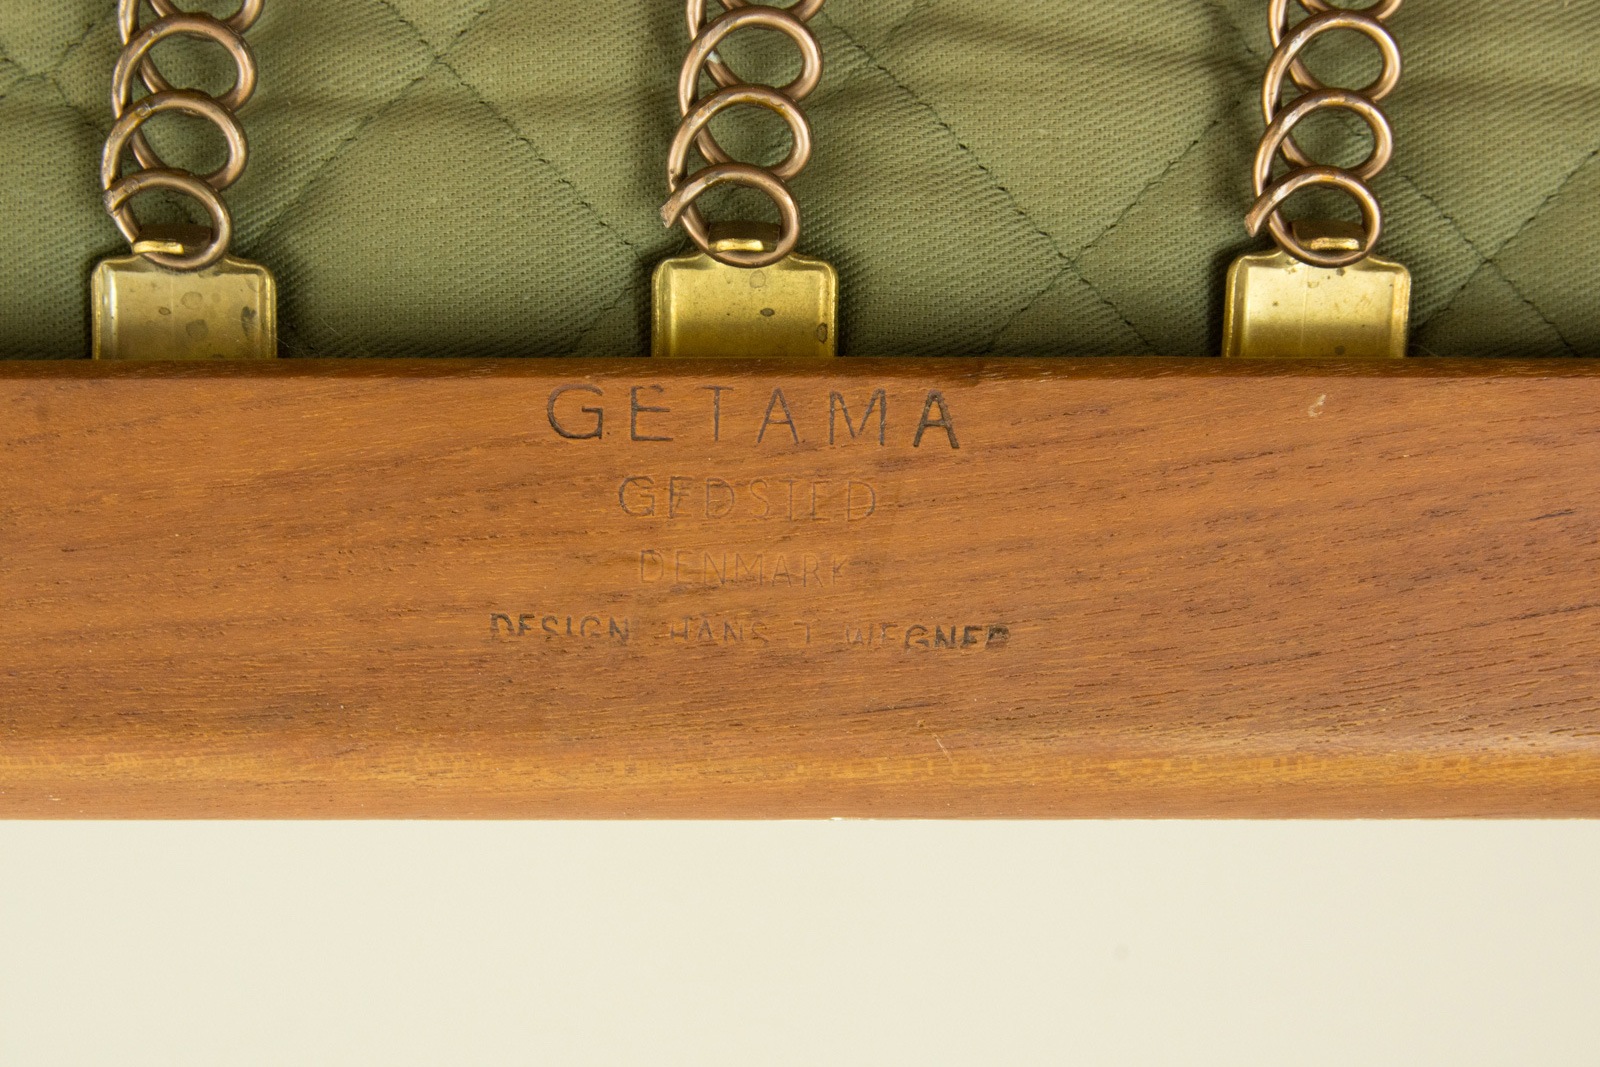 GETAMA
GEDSTED
DENMARK
DESIGN HANS J WEGNER